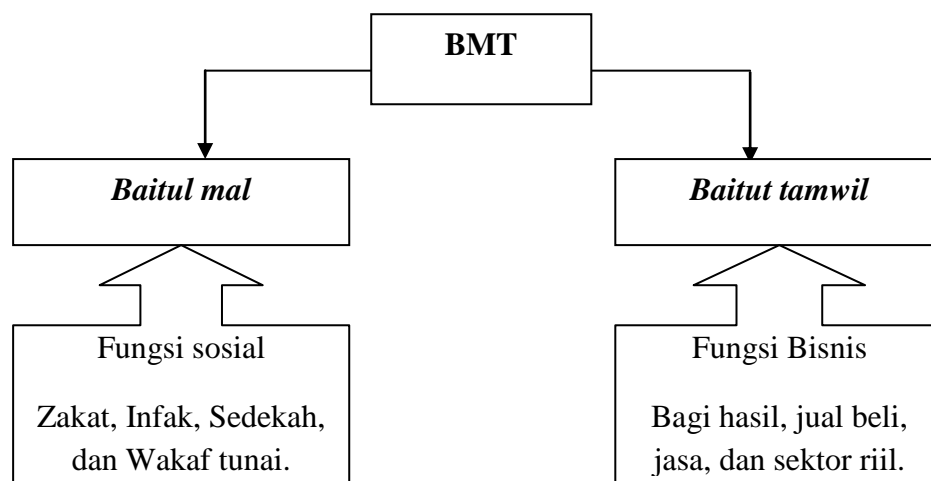 BMT
Baitul mal
Baitut tamwil
Fungsi sosial
Zakat, Infak, Sedekah,
dan Wakaf tunai.
Fungsi Bisnis
Bagi hasil, jual beli,
jasa, dan sektor riil.